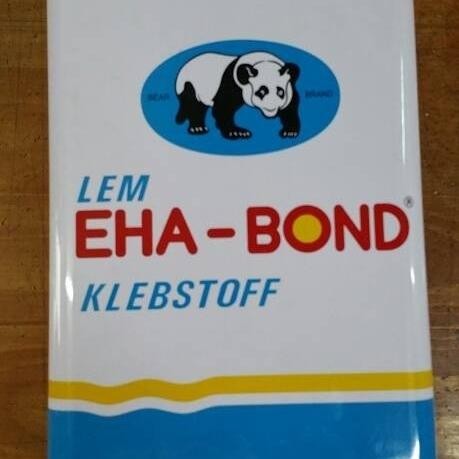 BEAR BRAND
LEM
EHA-BOND®
KLEBSTOFF